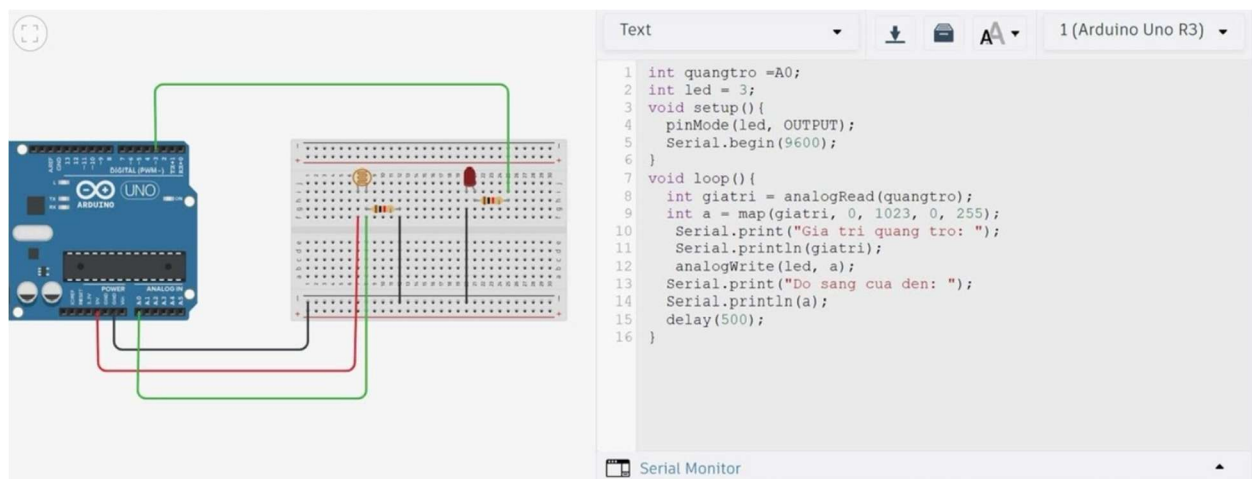 Text
1 (Arduino Uno R3)
1 int quangtro =A0;
2 int led = 3;
3 void setup(){
4   pinMode(led, OUTPUT);
5   Serial.begin(9600);
6 }
7 void loop(){
8   int giatri = analogRead(quangtro);
9   int a = map(giatri, 0, 1023, 0, 255);
10    Serial.print("Gia tri quang tro: ");
11    Serial.println(giatri);
12    analogWrite(led, a);
13   Serial.print("Do sang cua den: ");
14   Serial.println(a);
15   delay(500);
16 }
Serial Monitor
DIGITAL (PWM~)
UNO
ARDUINO
POWER
ANALOG IN